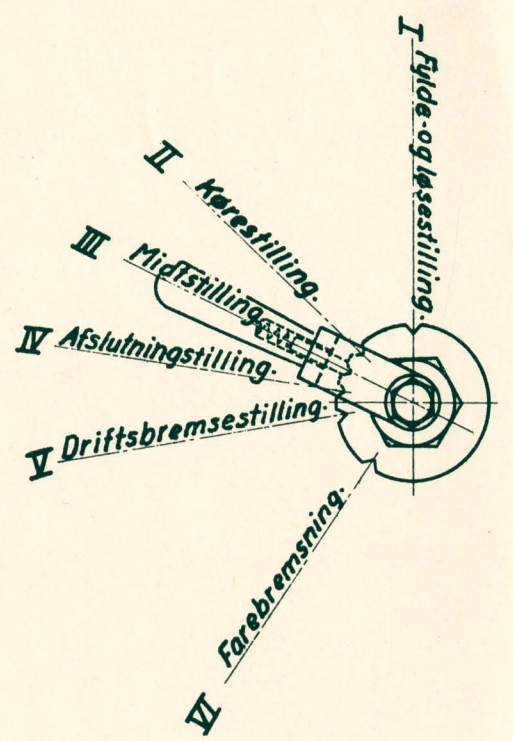 I Fylde- og løsestilling.
II Kørestilling.
III Midtstilling.
IV Afslutningstilling.
V Driftsbremsestilling.
VI Farebremsning.